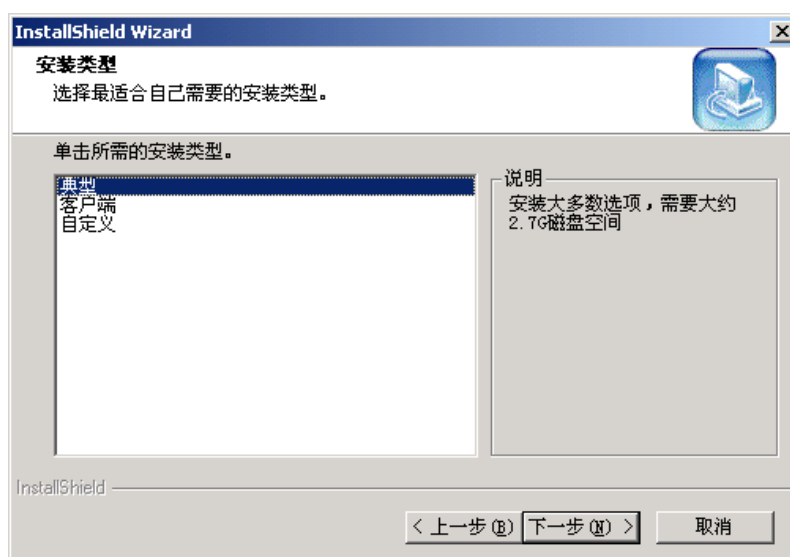 InstallShield Wizard
安装类型
选择最适合自己需要的安装类型。
单击所需的安装类型。
典型
客户端
自定义
说明
安装大多数选项，需要大约
2.7G磁盘空间
InstallShield
< 上一步(B)
下一步(N) >
取消